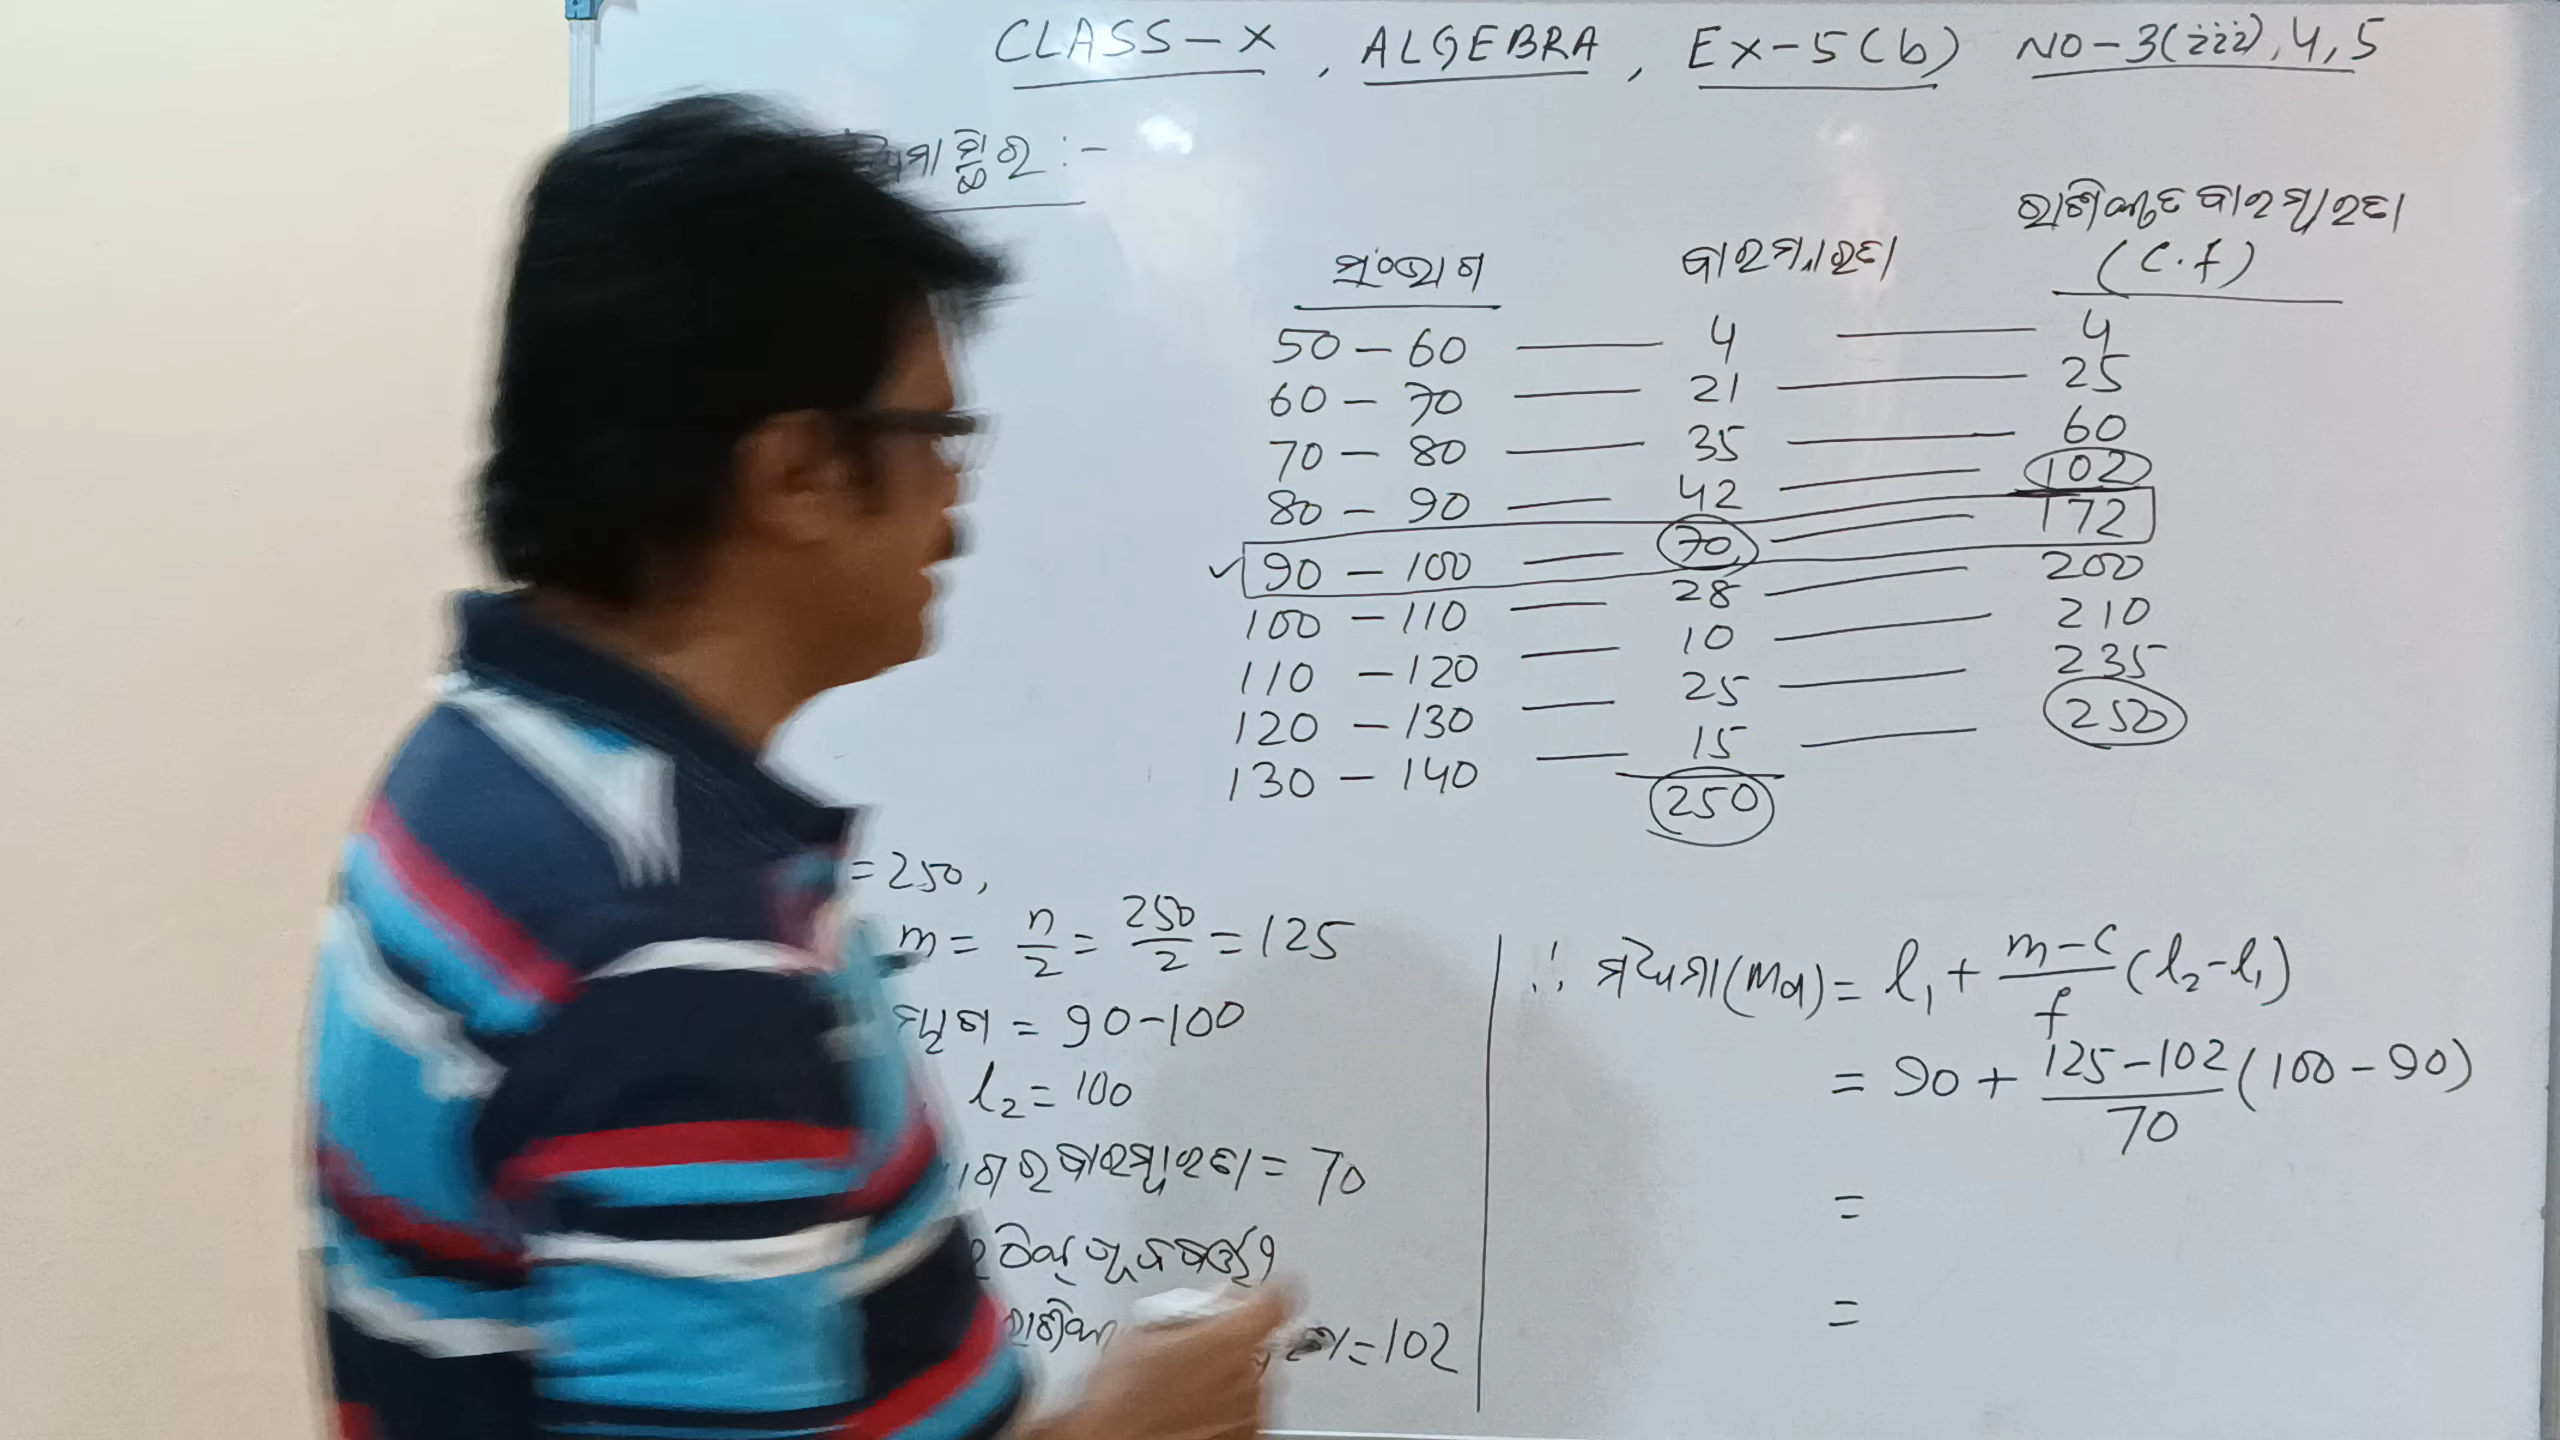 CLASS-X, ALGEBRA, EX-5(b) NO-3(iii),4,5
ସଂଭାଗ ବାରମ୍ବାରତା ରାଶିକୃତ ବାରମ୍ବାରତା
(C.f)
50 – 60 — 4 — 4
60 – 70 — 21 — 25
70 – 80 — 35 — 60
80 – 90 — 42 — 102
✓ 90 – 100 — 70 — 172
100 – 110 — 28 — 200
110 – 120 — 10 — 210
120 – 130 — 25 — 235
130 – 140 — 15 — 250
250
= 250,
m = n/2 = 250/2 = 125
= 90-100
l₂ = 100
ର ବାରମ୍ବାରତା = 70
ଠିକ୍ ପୂର୍ବବର୍ତ୍ତୀ
= 102
∴ ମଧ୍ୟମା (Md) = l₁ + (m-c)/f (l₂-l₁)
= 90 + (125-102)/70 (100-90)
=
=